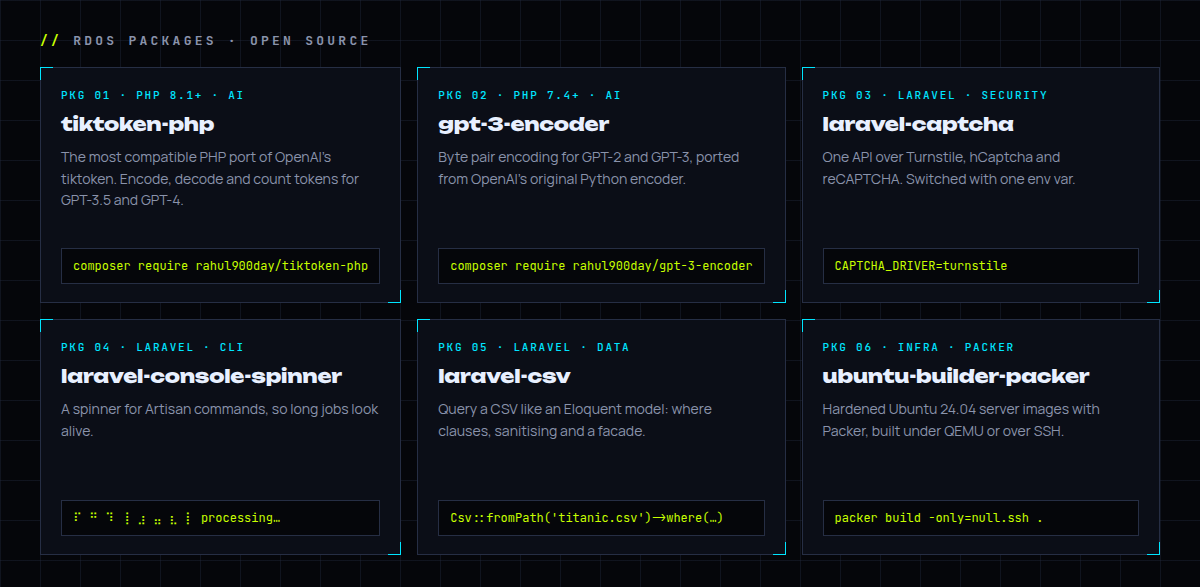 // RDOS PACKAGES · OPEN SOURCE
PKG 01 · PHP 8.1+ · AI
tiktoken-php
The most compatible PHP port of OpenAI's
tiktoken. Encode, decode and count tokens for
GPT-3.5 and GPT-4.
composer require rahul900day/tiktoken-php
PKG 02 · PHP 7.4+ · AI
gpt-3-encoder
Byte pair encoding for GPT-2 and GPT-3, ported
from OpenAI's original Python encoder.
composer require rahul900day/gpt-3-encoder
PKG 03 · LARAVEL · SECURITY
laravel-captcha
One API over Turnstile, hCaptcha and
reCAPTCHA. Switched with one env var.
CAPTCHA_DRIVER=turnstile
PKG 04 · LARAVEL · CLI
laravel-console-spinner
A spinner for Artisan commands, so long jobs look
alive.
processing…
PKG 05 · LARAVEL · DATA
laravel-csv
Query a CSV like an Eloquent model: where
clauses, sanitising and a facade.
Csv::fromPath('titanic.csv')->where(…)
PKG 06 · INFRA · PACKER
ubuntu-builder-packer
Hardened Ubuntu 24.04 server images with
Packer, built under QEMU or over SSH.
packer build -only=null.ssh .